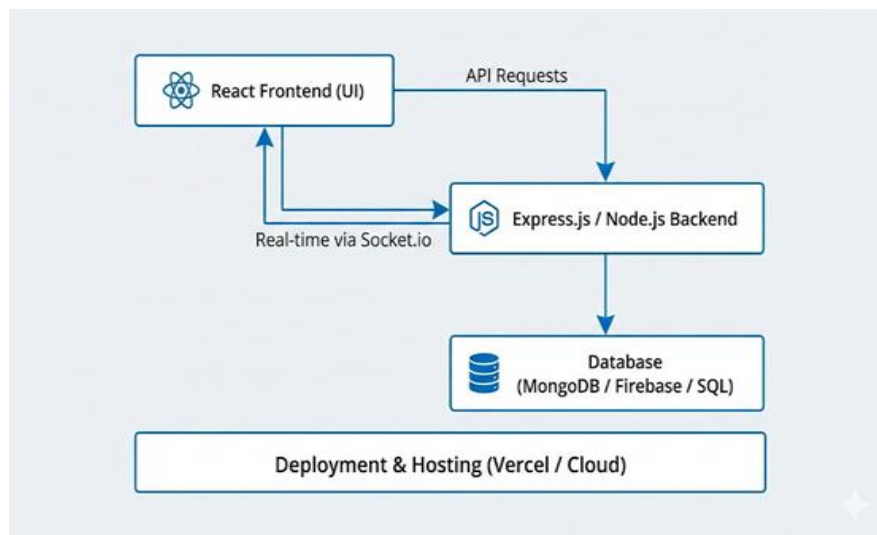 React Frontend (UI)
API Requests
JS
Express.js / Node.js Backend
Real-time via Socket.io
Database
(MongoDB / Firebase / SQL)
Deployment & Hosting (Vercel / Cloud)